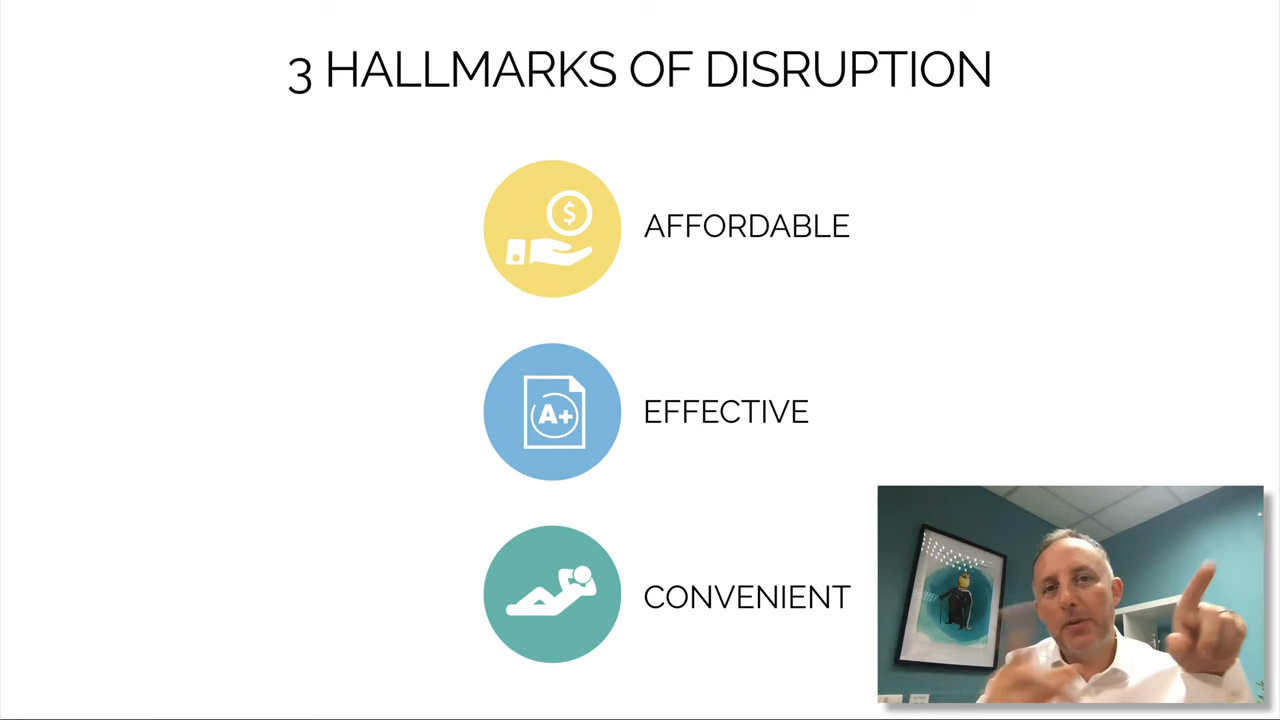 3 HALLMARKS OF DISRUPTION
$
AFFORDABLE
A+
EFFECTIVE
CONVENIENT